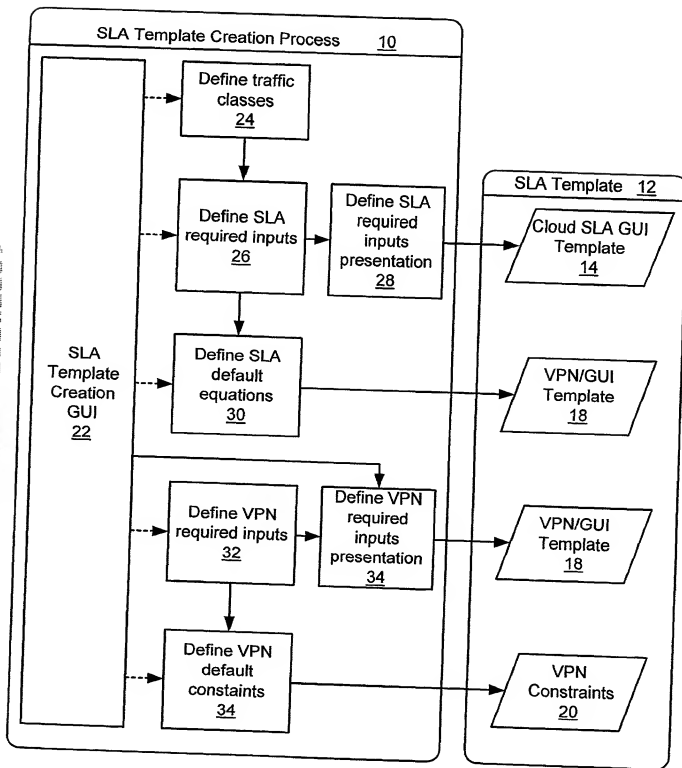 SLA Template Creation Process 10
Define traffic
classes
24
SLA Template 12
Define SLA
required inputs
26
Define SLA
required
inputs
presentation
28
Cloud SLA GUI
Template
14
SLA
Template
Creation
GUI
22
Define SLA
default
equations
30
VPN/GUI
Template
18
Define VPN
required inputs
32
Define VPN
required
inputs
presentation
34
VPN/GUI
Template
18
Define VPN
default
constaints
34
VPN
Constraints
20